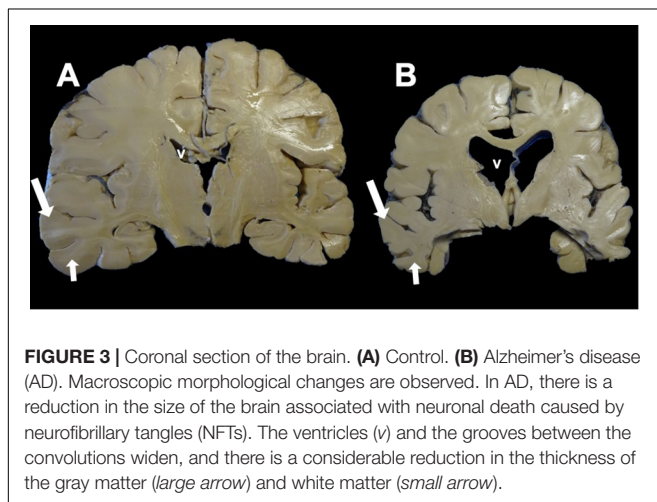 A
B
v
v
FIGURE 3 | Coronal section of the brain. (A) Control. (B) Alzheimer's disease
(AD). Macroscopic morphological changes are observed. In AD, there is a
reduction in the size of the brain associated with neuronal death caused by
neurofibrillary tangles (NFTs). The ventricles (v) and the grooves between the
convolutions widen, and there is a considerable reduction in the thickness of
the gray matter (large arrow) and white matter (small arrow).